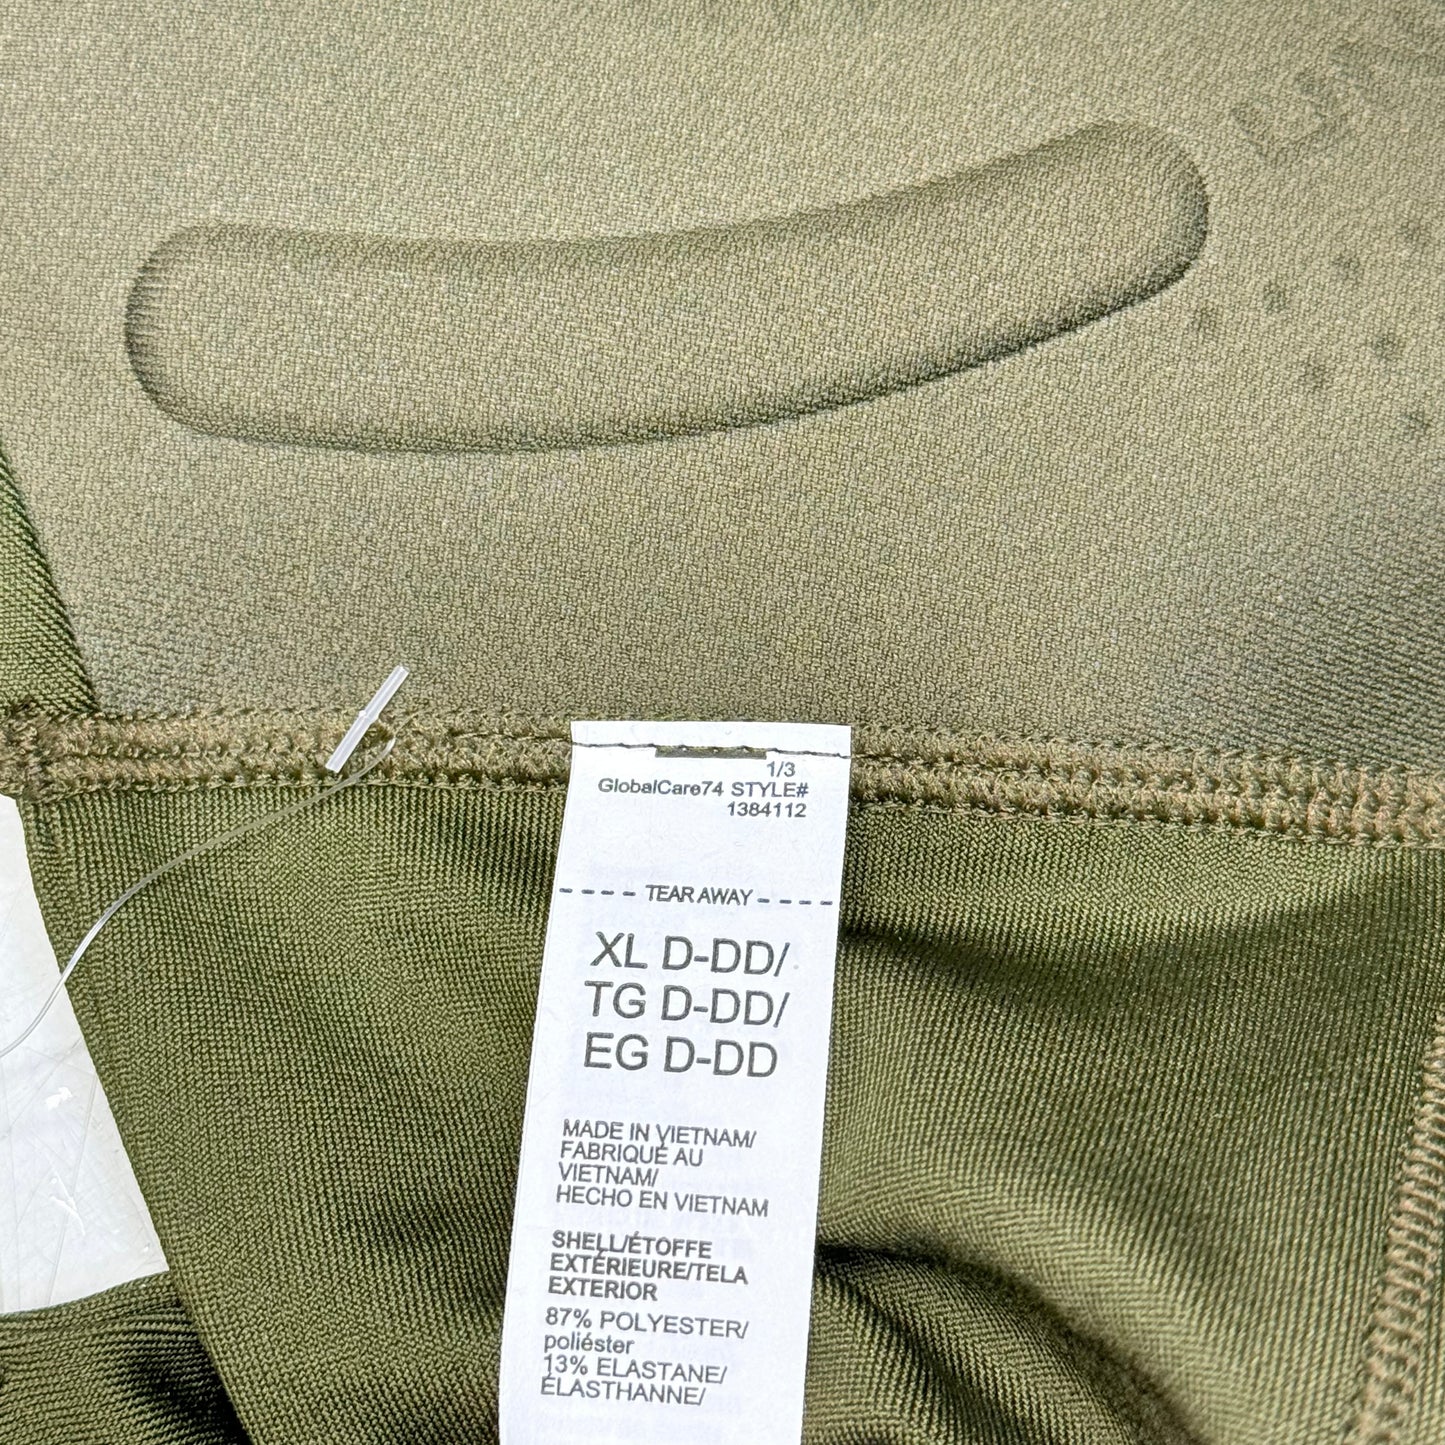 1/3
GlobalCare74 STYLE#
1384112
TEAR AWAY
XL D-DD/
TG D-DD/
EG D-DD
MADE IN VIETNAM/
FABRIQUÉ AU
VIETNAM/
HECHO EN VIETNAM
SHELL/ÉTOFFE
EXTÉRIEURE/TELA
EXTERIOR
87% POLYESTER/
poliéster
13% ELASTANE/
ÉLASTHANNE/